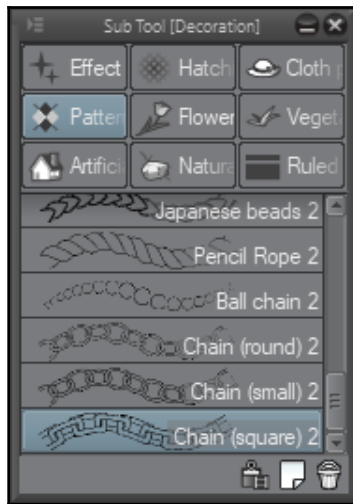 Sub Tool [Decoration]
Effect Hatch Cloth p
Patter Flower Veget
Artifici Natura Ruled
Japanese beads 2
Pencil Rope 2
Ball chain 2
Chain (round) 2
Chain (small) 2
Chain (square) 2